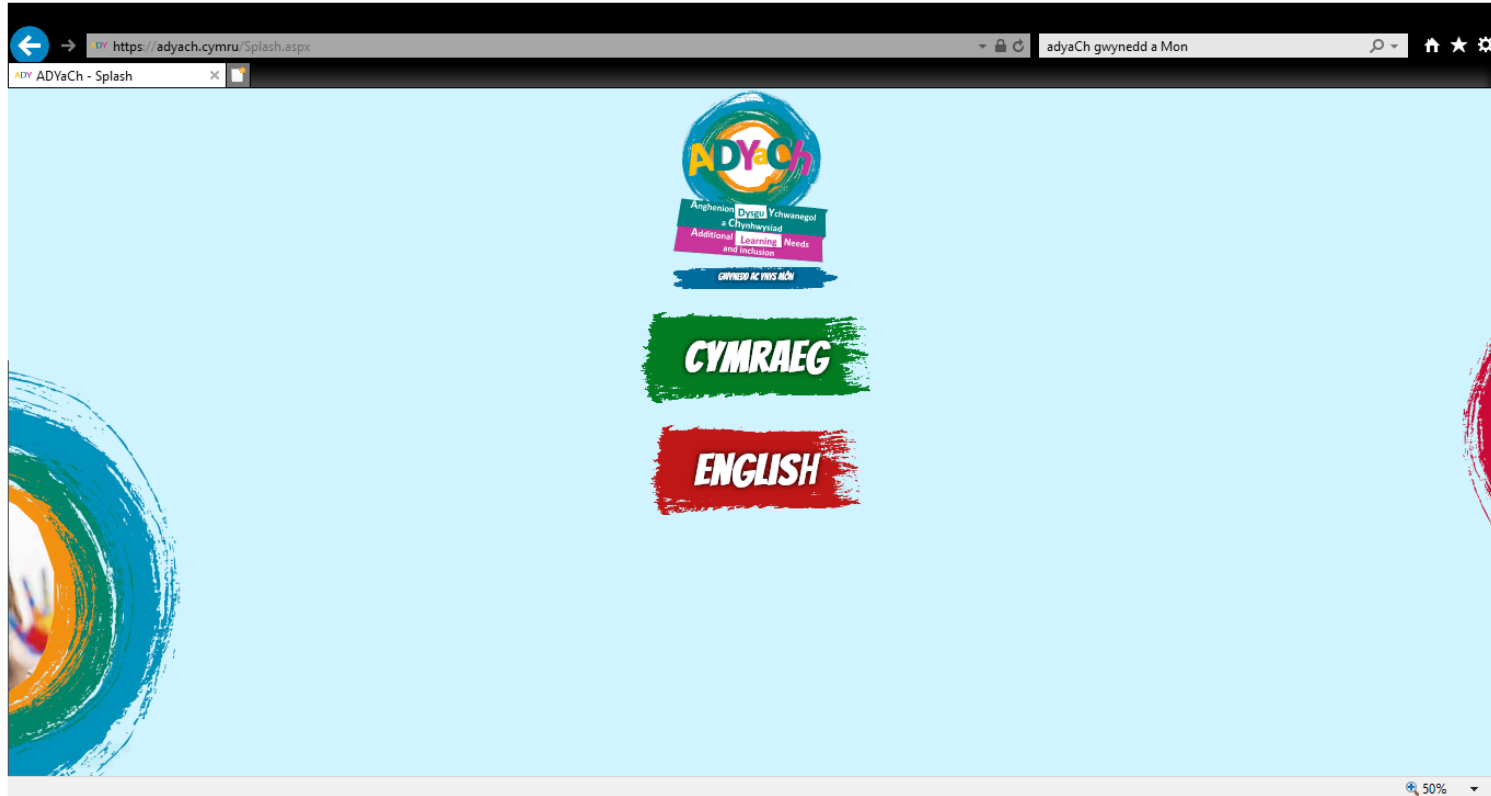 https://adyach.cymru/Splash.aspx
adyaCh gwynedd a Mon
ADY ADYaCh - Splash
ADYaCh
Anghenion Dysgu Ychwanegol
a Chynhwysiad
Additional Learning Needs
and Inclusion
GWYNEDD AC YNYS MÔN
CYMRAEG
ENGLISH
50%